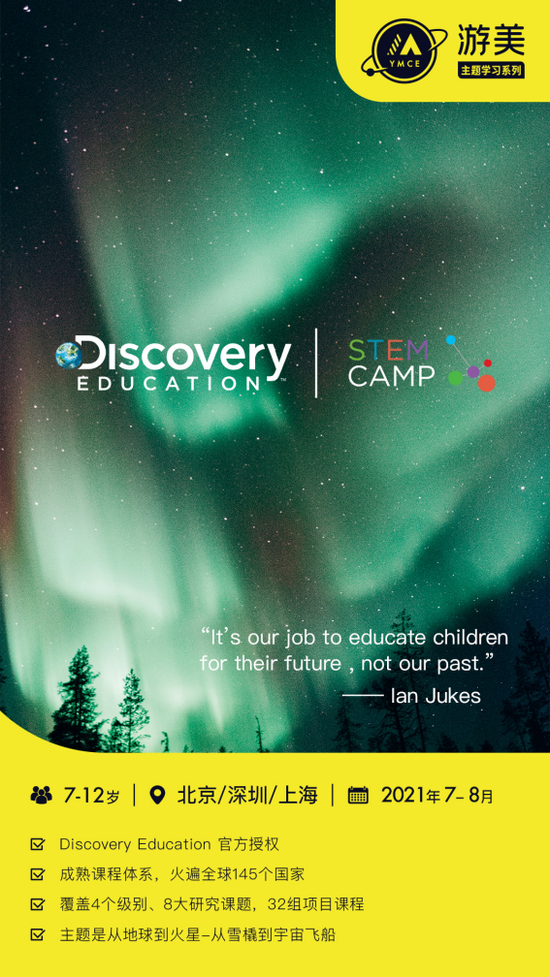 YMCE
游美
主题学习系列
Discovery
EDUCATION™
STEM
CAMP
“It’s our job to educate children
for their future , not our past.”
—— Ian Jukes
7-12岁 | 北京/深圳/上海 | 2021年7-8月
Discovery Education 官方授权
成熟课程体系，火遍全球145个国家
覆盖4个级别、8大研究课题，32组项目课程
主题是从地球到火星-从雪橇到宇宙飞船